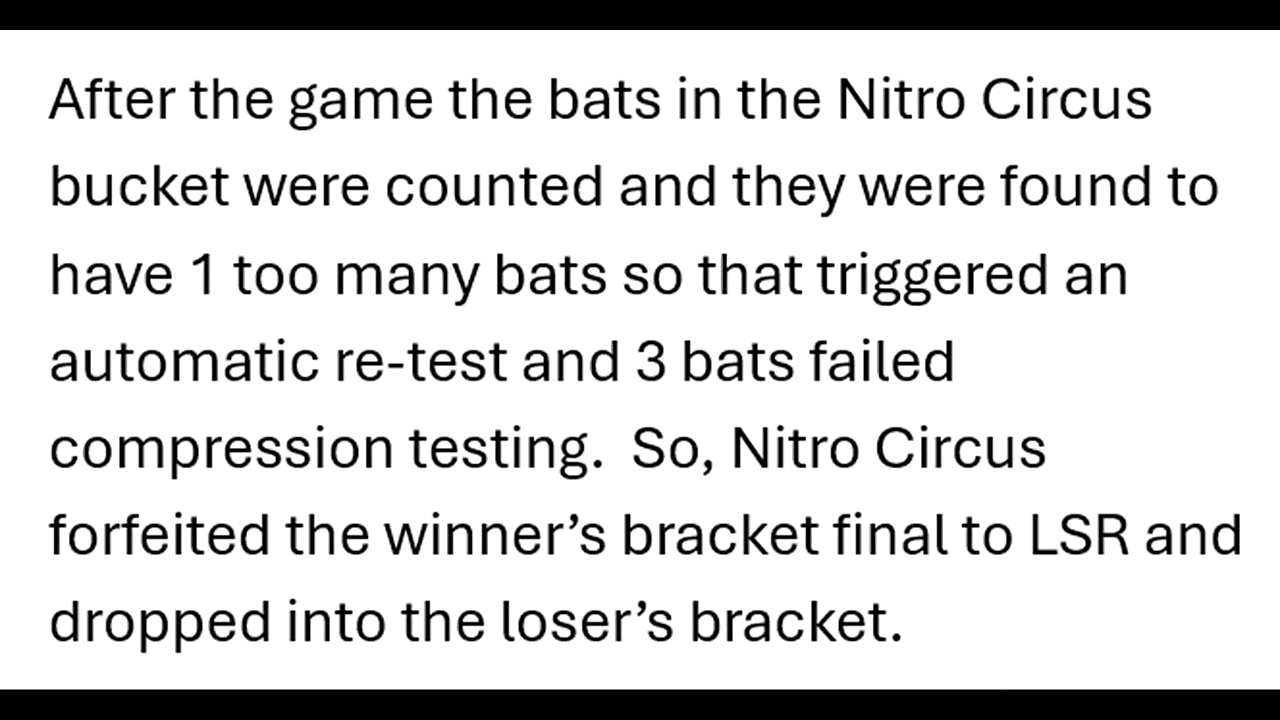 After the game the bats in the Nitro Circus
bucket were counted and they were found to
have 1 too many bats so that triggered an
automatic re-test and 3 bats failed
compression testing.  So, Nitro Circus
forfeited the winner’s bracket final to LSR and
dropped into the loser’s bracket.